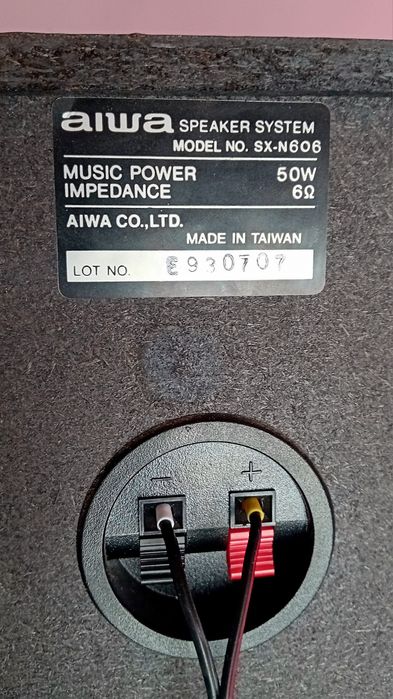 aiwa SPEAKER SYSTEM
MODEL NO. SX-N606
MUSIC POWER 50W
IMPEDANCE 6Ω
AIWA CO.,LTD.
MADE IN TAIWAN
LOT NO. E930707
− +